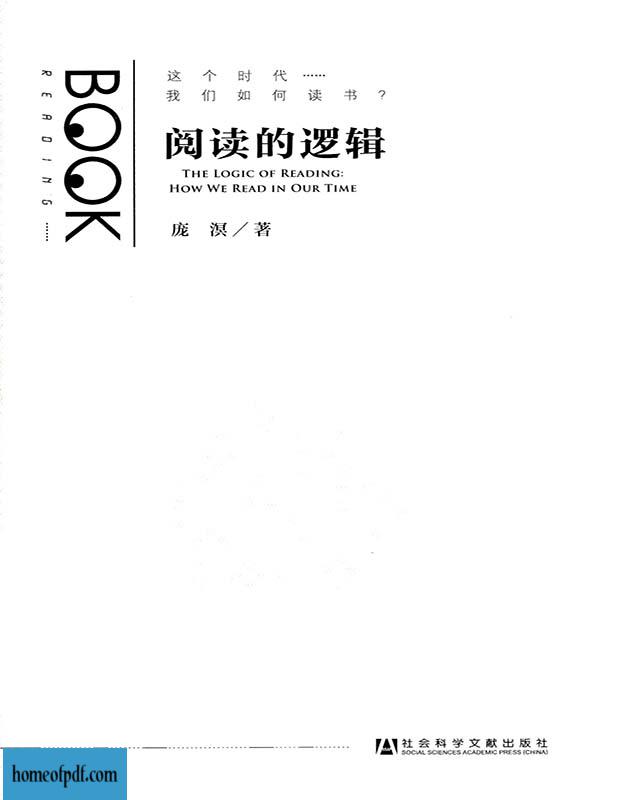 BOOK
READING……
这个时代……
我们如何读书?
阅读的逻辑
THE LOGIC OF READING:
HOW WE READ IN OUR TIME
庞 溟／著
社会科学文献出版社
SOCIAL SCIENCES ACADEMIC PRESS (CHINA)
homeofpdf.com